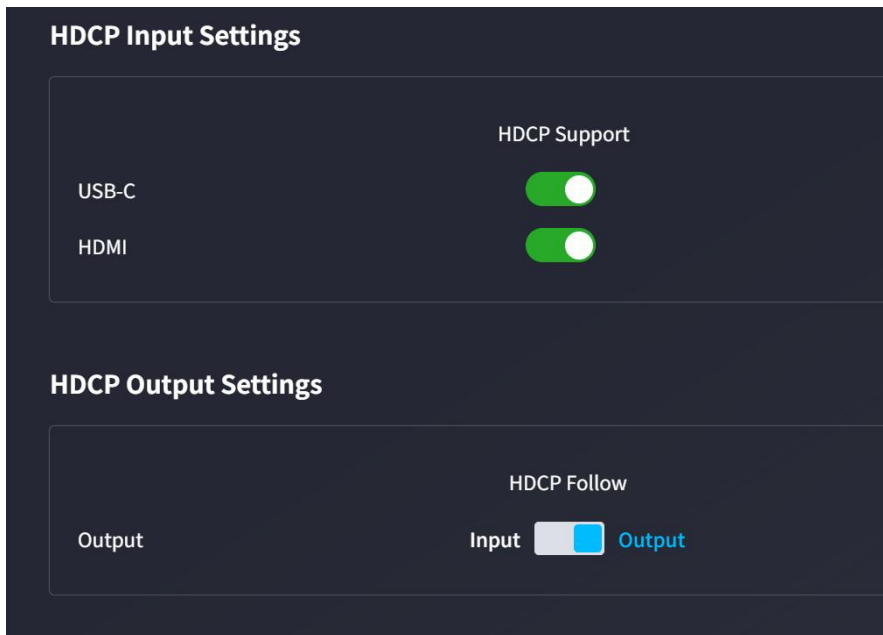 HDCP Input Settings
HDCP Support
USB-C
HDMI
HDCP Output Settings
HDCP Follow
Output Input Output